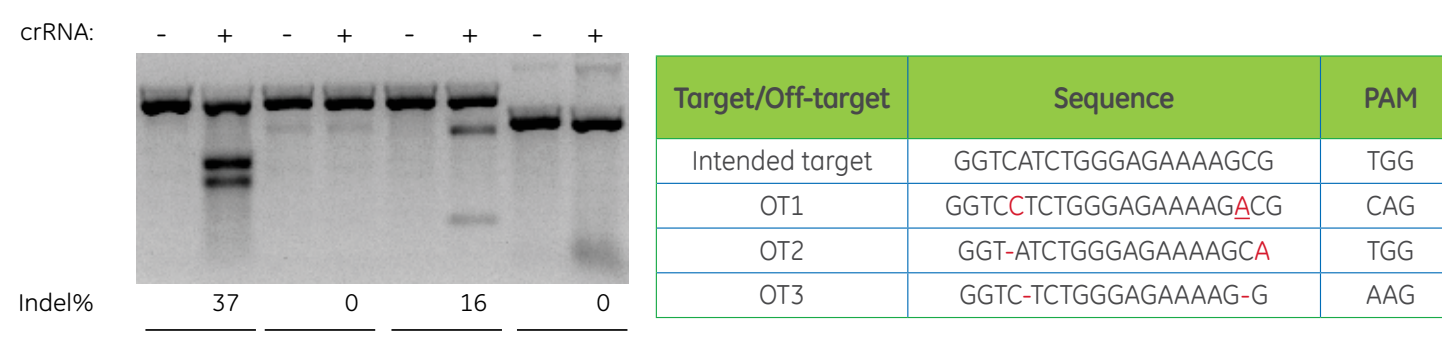 crRNA: - + - + - + - +
Indel% 37 0 16 0
Target/Off-target Sequence PAM
Intended target GGTCATCTGGGAGAAAAGCG TGG
OT1 GGTCCTCTGGGAGAAAAGACG CAG
OT2 GGT-ATCTGGGAGAAAAGCA TGG
OT3 GGTC-TCTGGGAGAAAAG-G AAG